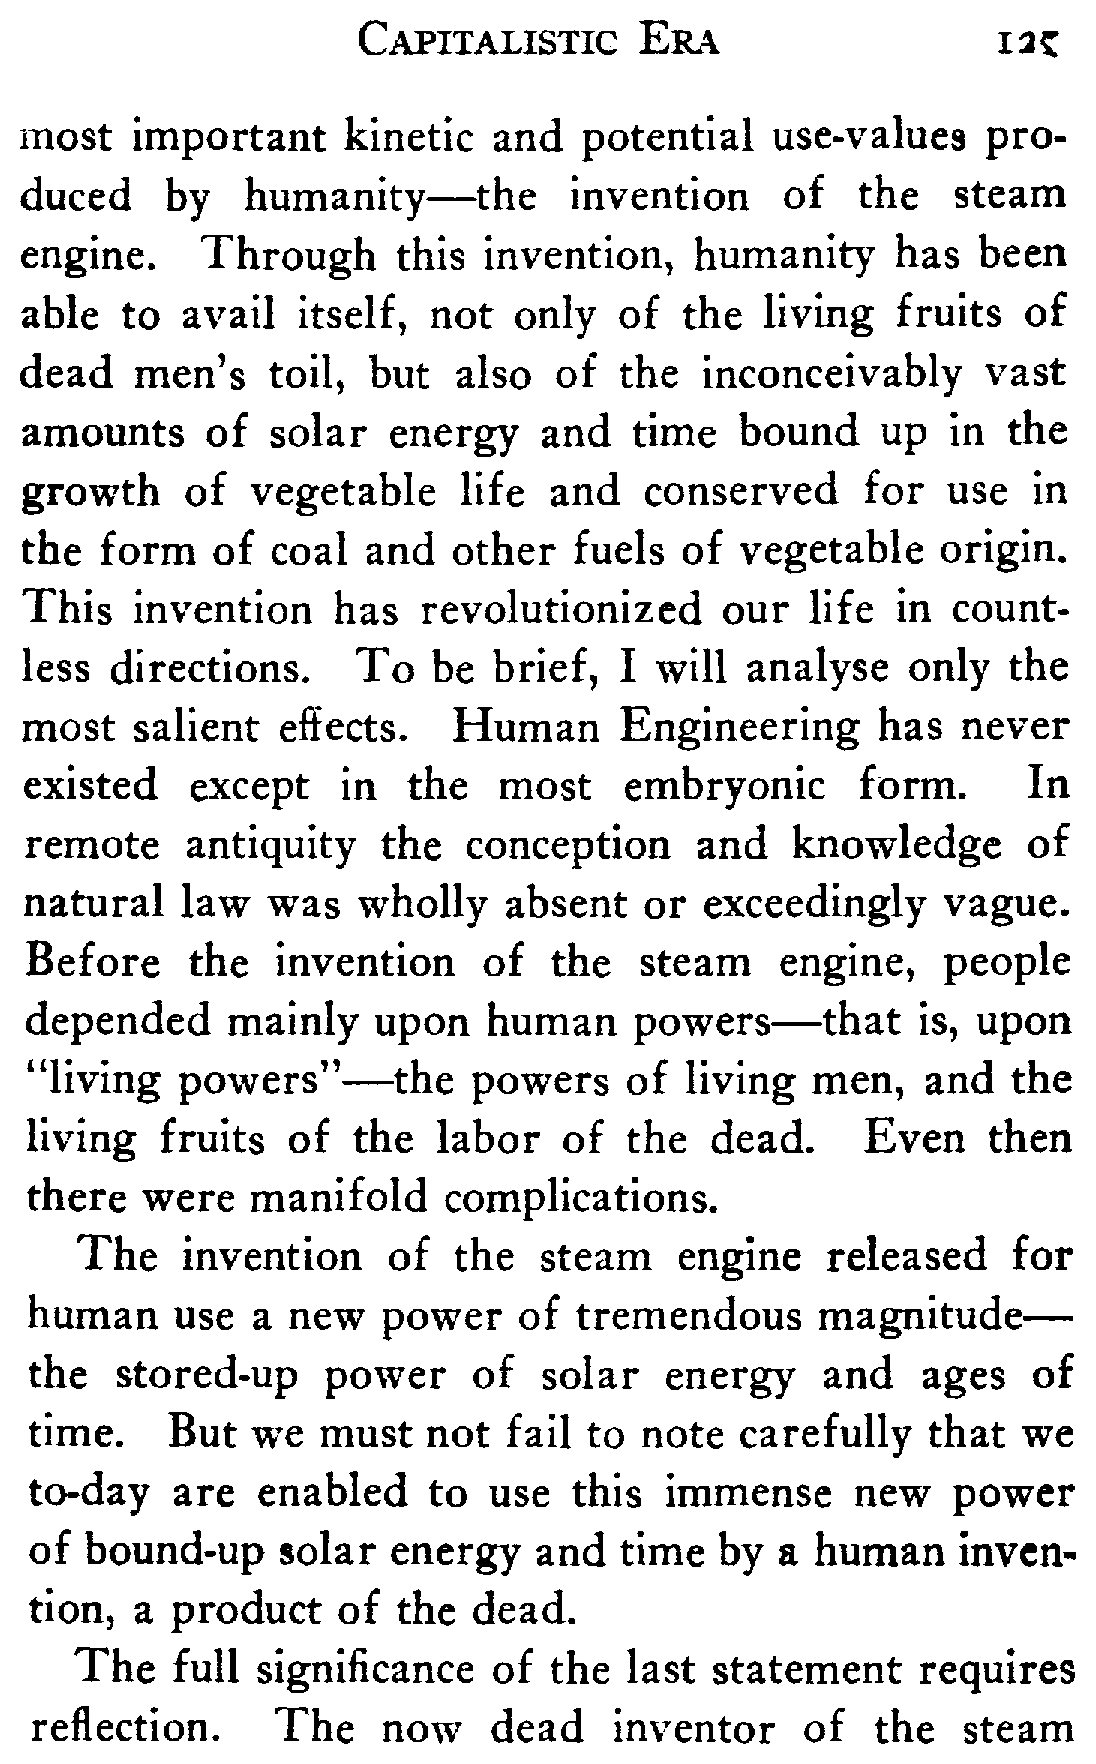 Capitalistic Era 125
most important kinetic and potential use-values pro-
duced by humanity—the invention of the steam
engine. Through this invention, humanity has been
able to avail itself, not only of the living fruits of
dead men's toil, but also of the inconceivably vast
amounts of solar energy and time bound up in the
growth of vegetable life and conserved for use in
the form of coal and other fuels of vegetable origin.
This invention has revolutionized our life in count-
less directions. To be brief, I will analyse only the
most salient effects. Human Engineering has never
existed except in the most embryonic form. In
remote antiquity the conception and knowledge of
natural law was wholly absent or exceedingly vague.
Before the invention of the steam engine, people
depended mainly upon human powers—that is, upon
"living powers"—the powers of living men, and the
living fruits of the labor of the dead. Even then
there were manifold complications.
The invention of the steam engine released for
human use a new power of tremendous magnitude—
the stored-up power of solar energy and ages of
time. But we must not fail to note carefully that we
to-day are enabled to use this immense new power
of bound-up solar energy and time by a human inven-
tion, a product of the dead.
The full significance of the last statement requires
reflection. The now dead inventor of the steam